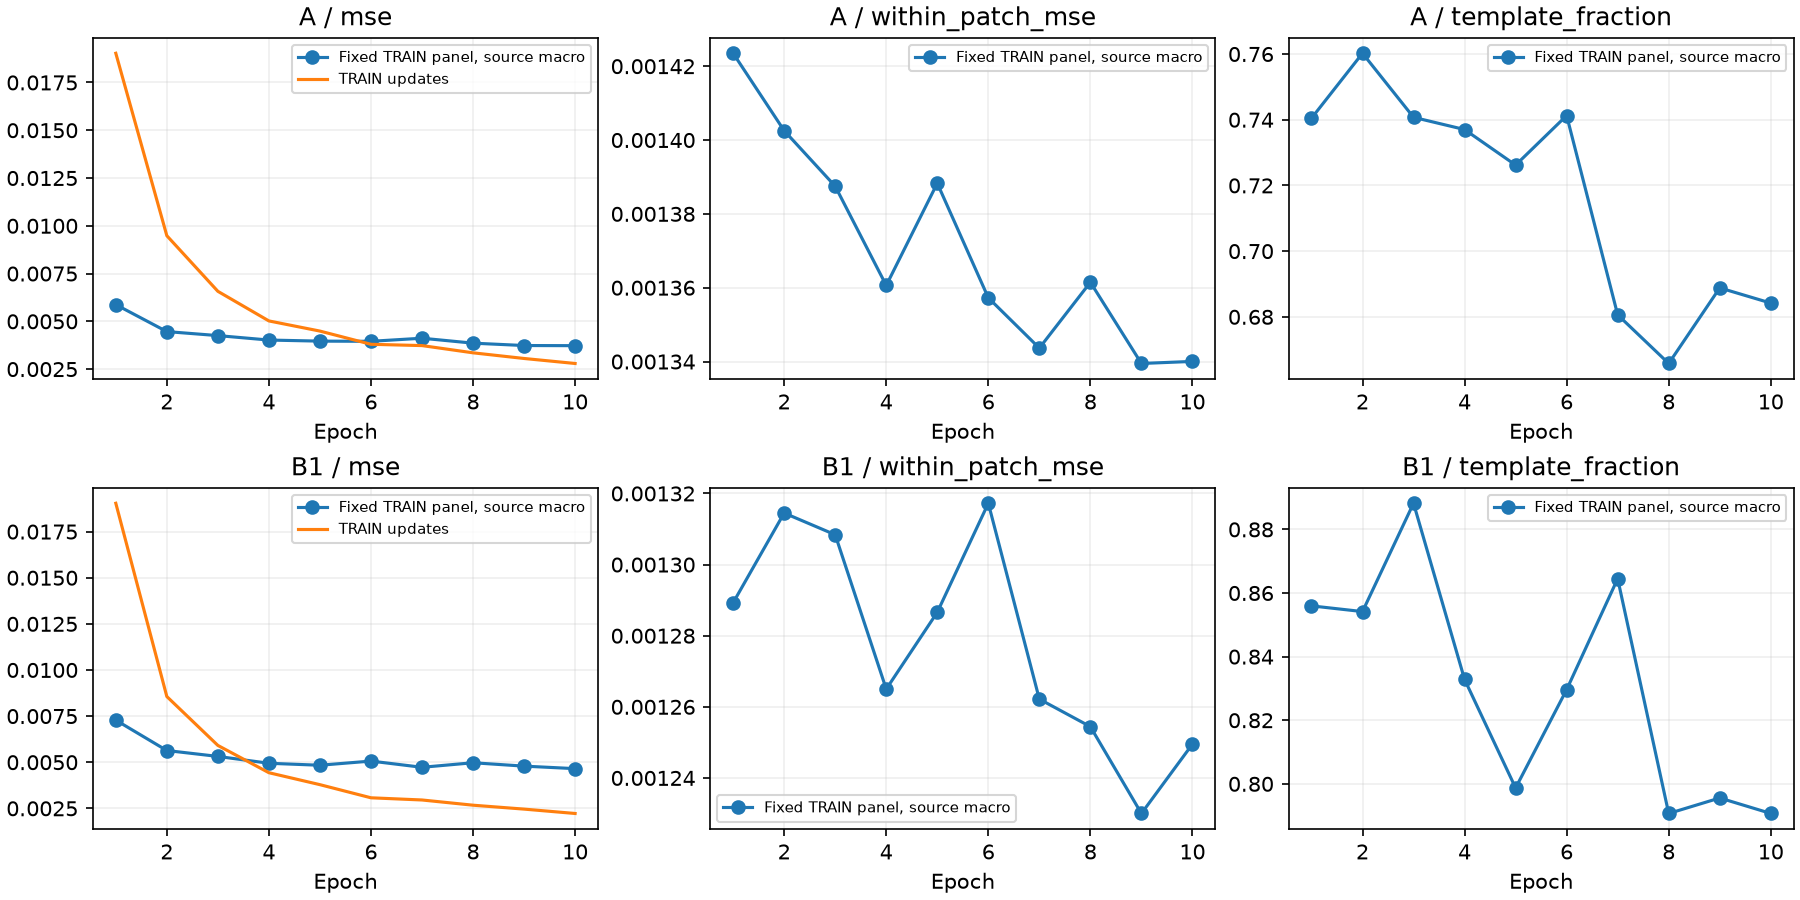 A / mse
Fixed TRAIN panel, source macro
TRAIN updates
0.0175
0.0150
0.0125
0.0100
0.0075
0.0050
0.0025
2 4 6 8 10
Epoch
A / within_patch_mse
Fixed TRAIN panel, source macro
0.00142
0.00140
0.00138
0.00136
0.00134
2 4 6 8 10
Epoch
A / template_fraction
Fixed TRAIN panel, source macro
0.76
0.74
0.72
0.70
0.68
2 4 6 8 10
Epoch
B1 / mse
Fixed TRAIN panel, source macro
TRAIN updates
0.0175
0.0150
0.0125
0.0100
0.0075
0.0050
0.0025
2 4 6 8 10
Epoch
B1 / within_patch_mse
0.00132
0.00130
0.00128
0.00126
0.00124
Fixed TRAIN panel, source macro
2 4 6 8 10
Epoch
B1 / template_fraction
Fixed TRAIN panel, source macro
0.88
0.86
0.84
0.82
0.80
2 4 6 8 10
Epoch